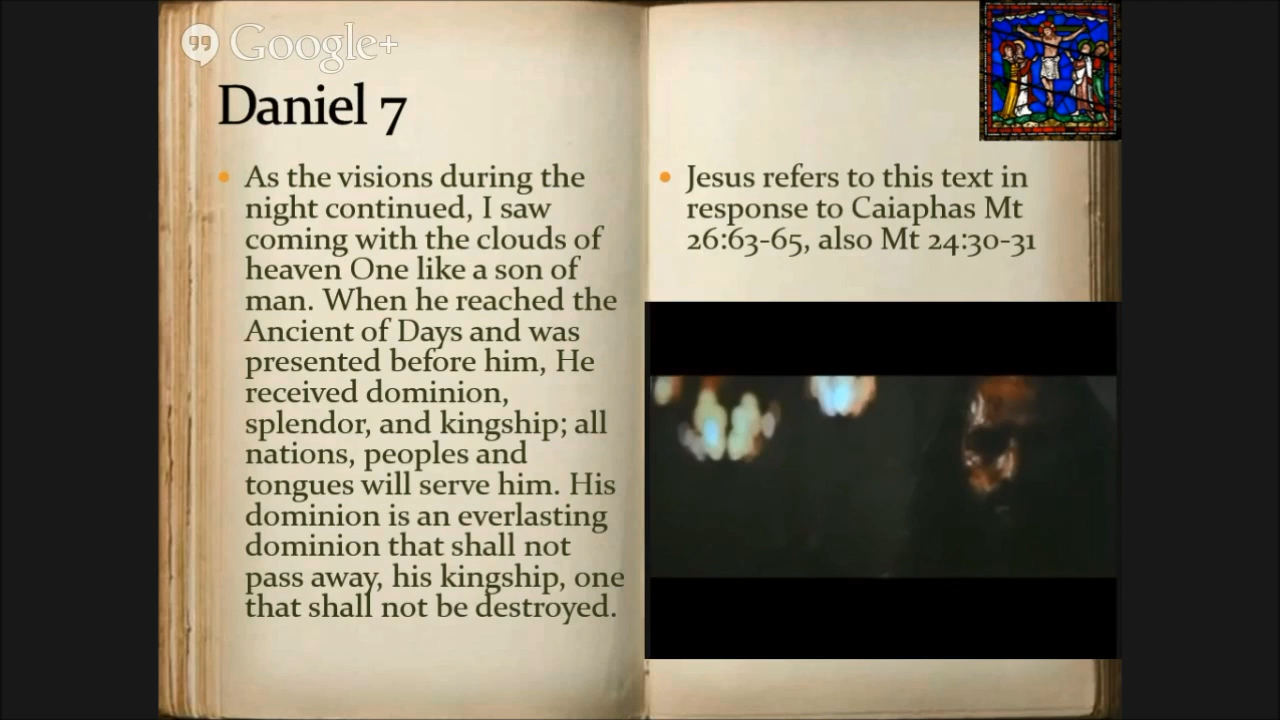 Google+
Daniel 7
As the visions during the
night continued, I saw
coming with the clouds of
heaven One like a son of
man. When he reached the
Ancient of Days and was
presented before him, He
received dominion,
splendor, and kingship; all
nations, peoples and
tongues will serve him. His
dominion is an everlasting
dominion that shall not
pass away, his kingship, one
that shall not be destroyed.
Jesus refers to this text in
response to Caiaphas Mt
26:63-65, also Mt 24:30-31